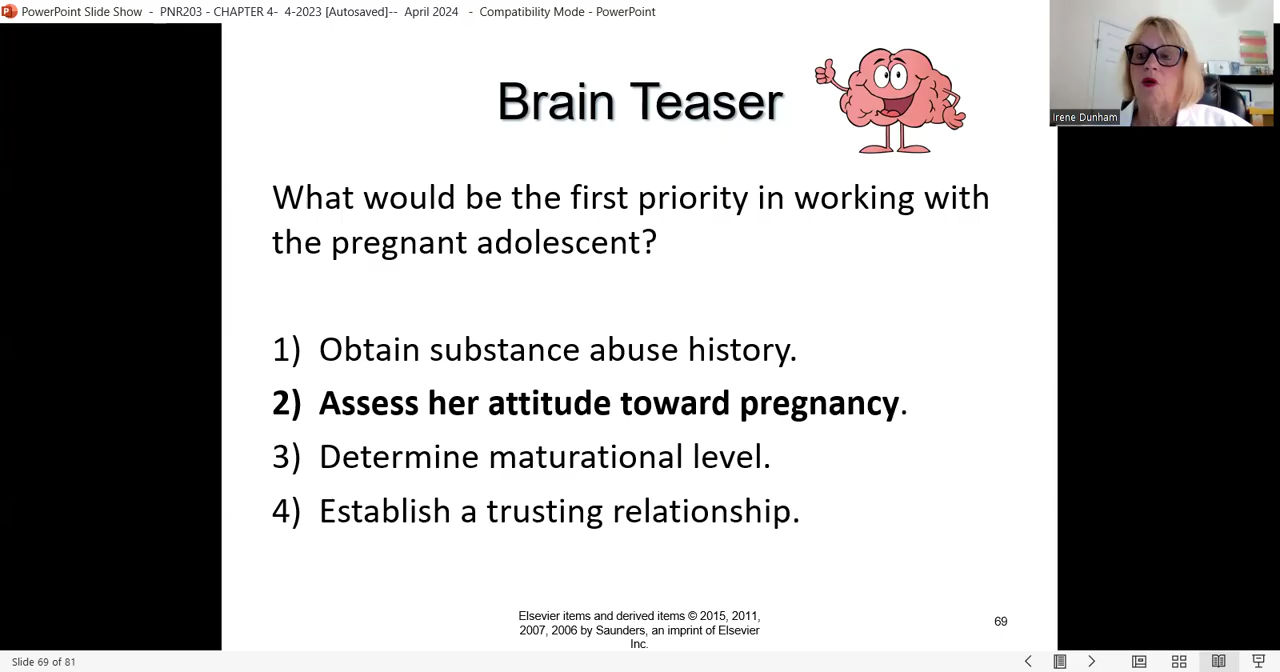 PowerPoint Slide Show - PNR203 - CHAPTER 4- 4-2023 [Autosaved]-- April 2024 - Compatibility Mode - PowerPoint
Brain Teaser
Irene Dunham
What would be the first priority in working with
the pregnant adolescent?
1) Obtain substance abuse history.
2) Assess her attitude toward pregnancy.
3) Determine maturational level.
4) Establish a trusting relationship.
Elsevier items and derived items © 2015, 2011,
2007, 2006 by Saunders, an imprint of Elsevier
Inc.
69
Slide 69 of 81